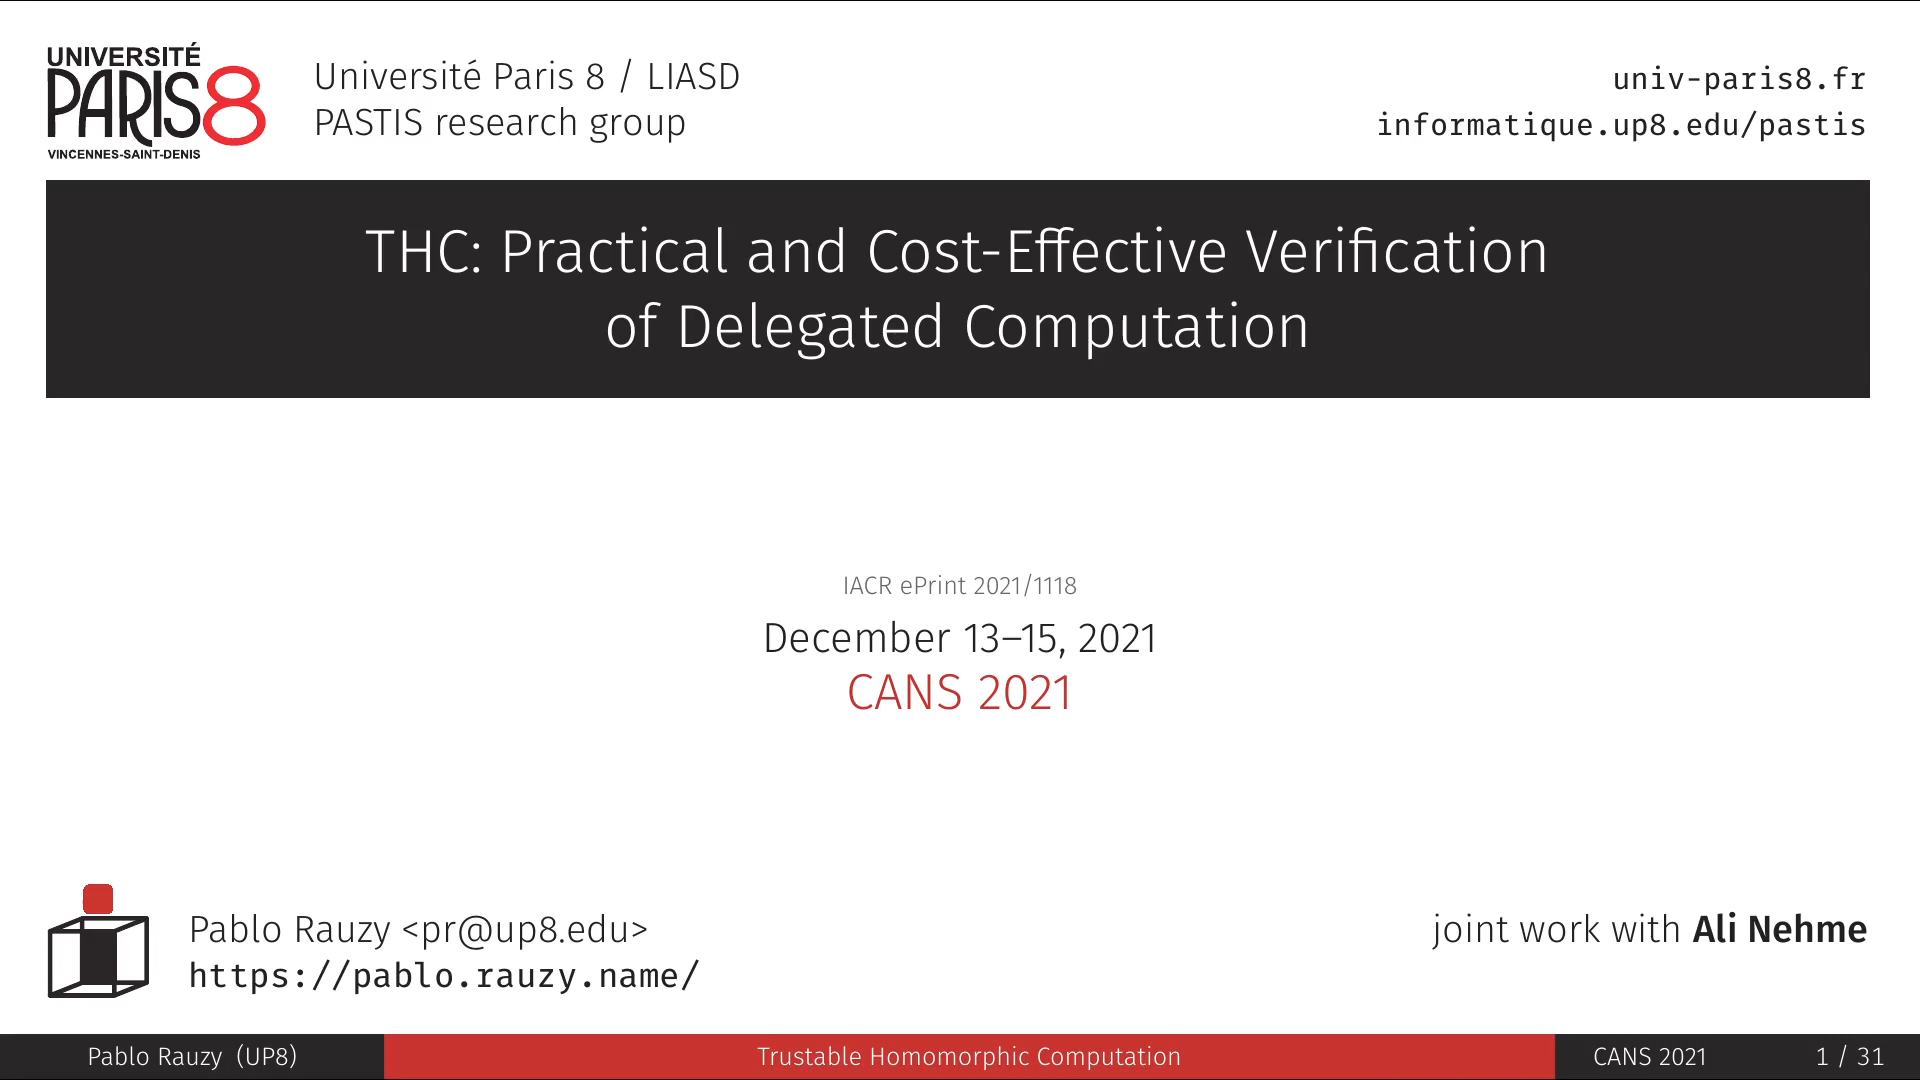 UNIVERSITÉ
PARIS8
VINCENNES-SAINT-DENIS
Université Paris 8 / LIASD
PASTIS research group
univ-paris8.fr
informatique.up8.edu/pastis
THC: Practical and Cost-Effective Verification
of Delegated Computation
IACR ePrint 2021/1118
December 13–15, 2021
CANS 2021
Pablo Rauzy <pr@up8.edu>
https://pablo.rauzy.name/
joint work with Ali Nehme
Pablo Rauzy (UP8)
Trustable Homomorphic Computation
CANS 2021
1 / 31